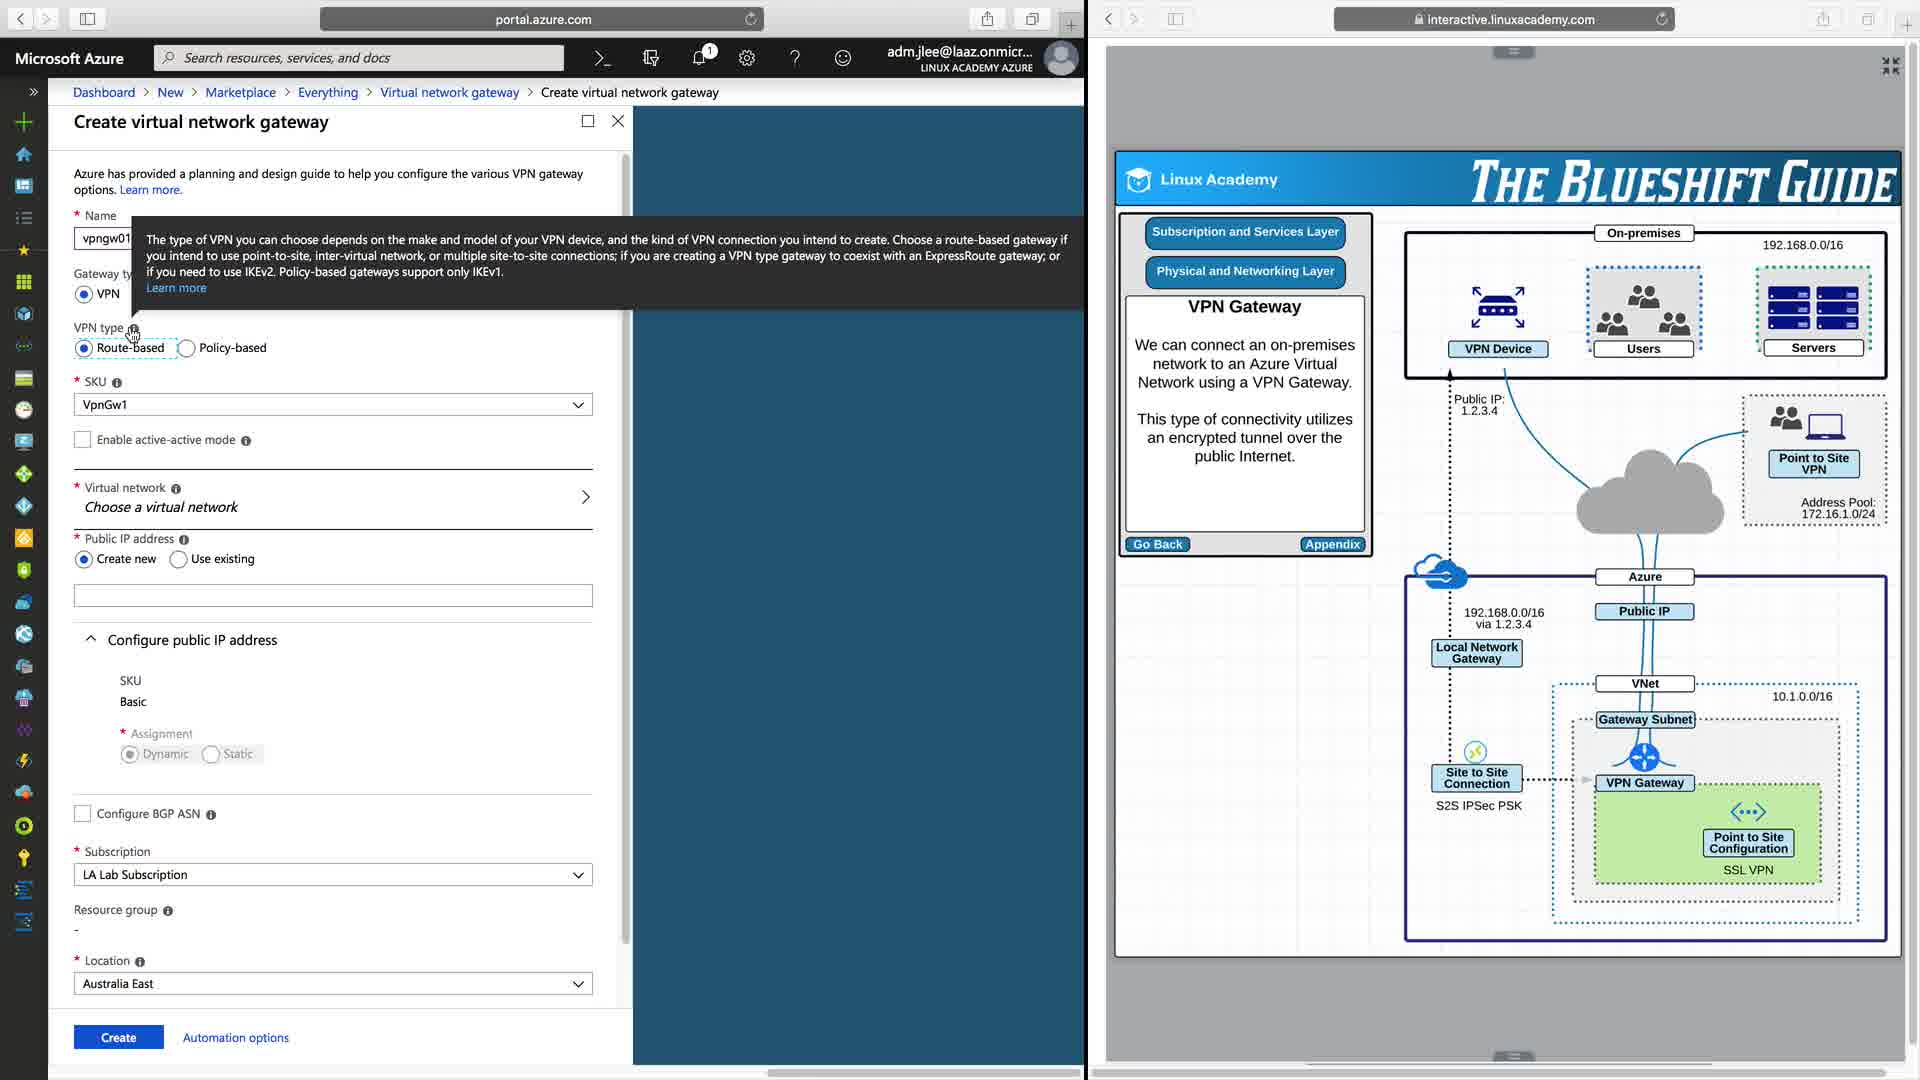 portal.azure.com
Microsoft Azure
Search resources, services, and docs
1
adm.jlee@laaz.onmicr...
LINUX ACADEMY AZURE
Dashboard > New > Marketplace > Everything > Virtual network gateway > Create virtual network gateway
Create virtual network gateway
Azure has provided a planning and design guide to help you configure the various VPN gateway
options. Learn more.
* Name
vpngw01
The type of VPN you can choose depends on the make and model of your VPN device, and the kind of VPN connection you intend to create. Choose a route-based gateway if
you intend to use point-to-site, inter-virtual network, or multiple site-to-site connections; if you are creating a VPN type gateway to coexist with an ExpressRoute gateway; or
if you need to use IKEv2. Policy-based gateways support only IKEv1.
Learn more
Gateway ty
VPN
VPN type
Route-based Policy-based
* SKU
VpnGw1
Enable active-active mode
* Virtual network
Choose a virtual network
* Public IP address
Create new Use existing
Configure public IP address
SKU
Basic
* Assignment
Dynamic Static
Configure BGP ASN
* Subscription
LA Lab Subscription
Resource group
-
* Location
Australia East
Create Automation options
interactive.linuxacademy.com
Linux Academy
THE BLUESHIFT GUIDE
Subscription and Services Layer
Physical and Networking Layer
VPN Gateway
We can connect an on-premises
network to an Azure Virtual
Network using a VPN Gateway.
This type of connectivity utilizes
an encrypted tunnel over the
public Internet.
Go Back Appendix
On-premises
192.168.0.0/16
VPN Device
Users
Servers
Public IP:
1.2.3.4
Point to Site
VPN
Address Pool:
172.16.1.0/24
Azure
Public IP
192.168.0.0/16
via 1.2.3.4
Local Network
Gateway
VNet
10.1.0.0/16
Gateway Subnet
Site to Site
Connection
S2S IPSec PSK
VPN Gateway
Point to Site
Configuration
SSL VPN